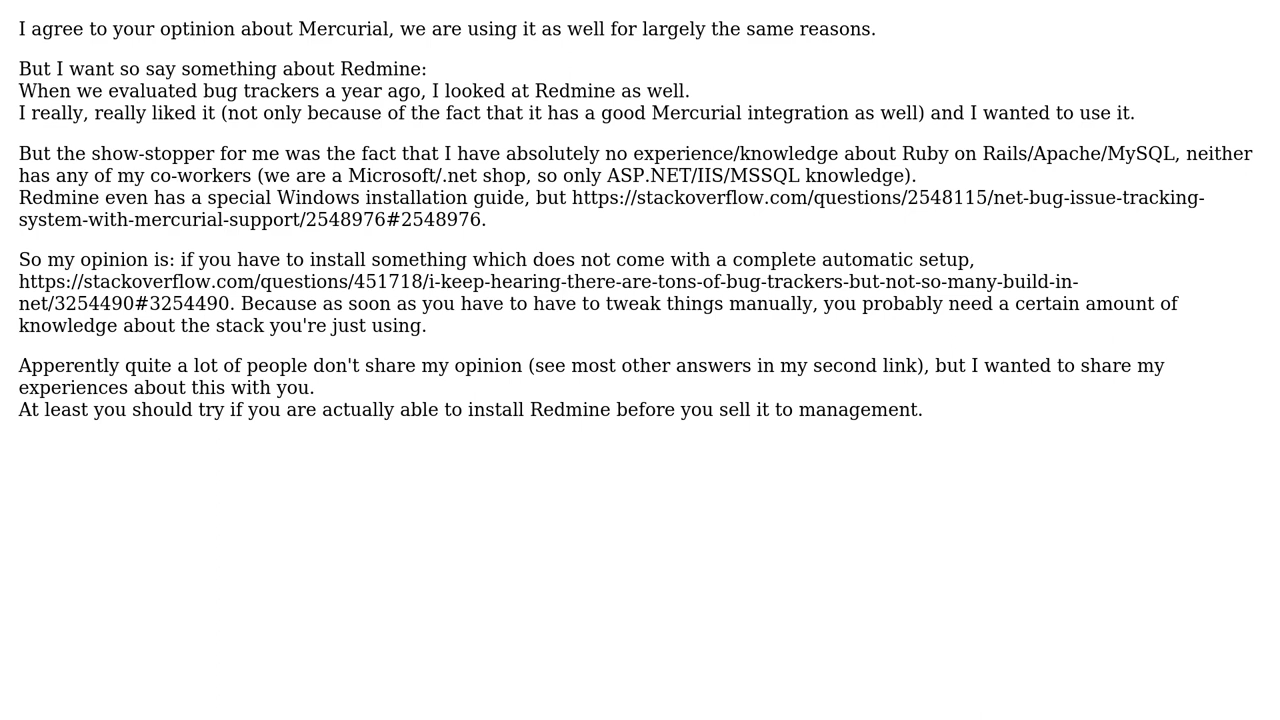 I agree to your optinion about Mercurial, we are using it as well for largely the same reasons.
But I want so say something about Redmine:
When we evaluated bug trackers a year ago, I looked at Redmine as well.
I really, really liked it (not only because of the fact that it has a good Mercurial integration as well) and I wanted to use it.
But the show-stopper for me was the fact that I have absolutely no experience/knowledge about Ruby on Rails/Apache/MySQL, neither
has any of my co-workers (we are a Microsoft/.net shop, so only ASP.NET/IIS/MSSQL knowledge).
Redmine even has a special Windows installation guide, but https://stackoverflow.com/questions/2548115/net-bug-issue-tracking-
system-with-mercurial-support/2548976#2548976.
So my opinion is: if you have to install something which does not come with a complete automatic setup,
https://stackoverflow.com/questions/451718/i-keep-hearing-there-are-tons-of-bug-trackers-but-not-so-many-build-in-
net/3254490#3254490. Because as soon as you have to have to tweak things manually, you probably need a certain amount of
knowledge about the stack you're just using.
Apperently quite a lot of people don't share my opinion (see most other answers in my second link), but I wanted to share my
experiences about this with you.
At least you should try if you are actually able to install Redmine before you sell it to management.